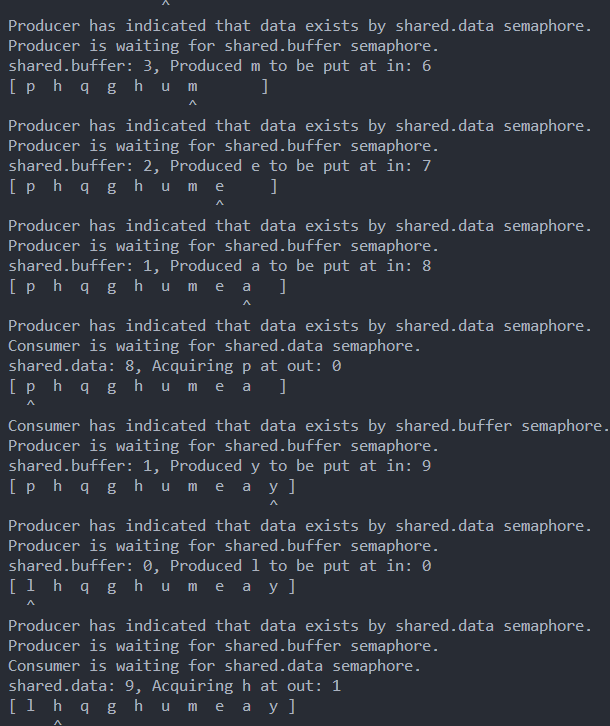 ^
Producer has indicated that data exists by shared.data semaphore.
Producer is waiting for shared.buffer semaphore.
shared.buffer: 3, Produced m to be put at in: 6
[ p  h  q  g  h  u  m       ]
                    ^
Producer has indicated that data exists by shared.data semaphore.
Producer is waiting for shared.buffer semaphore.
shared.buffer: 2, Produced e to be put at in: 7
[ p  h  q  g  h  u  m  e     ]
                       ^
Producer has indicated that data exists by shared.data semaphore.
Producer is waiting for shared.buffer semaphore.
shared.buffer: 1, Produced a to be put at in: 8
[ p  h  q  g  h  u  m  e  a   ]
                          ^
Producer has indicated that data exists by shared.data semaphore.
Consumer is waiting for shared.data semaphore.
shared.data: 8, Acquiring p at out: 0
[ p  h  q  g  h  u  m  e  a   ]
  ^
Consumer has indicated that data exists by shared.buffer semaphore.
Producer is waiting for shared.buffer semaphore.
shared.buffer: 1, Produced y to be put at in: 9
[ p  h  q  g  h  u  m  e  a  y ]
                             ^
Producer has indicated that data exists by shared.data semaphore.
Producer is waiting for shared.buffer semaphore.
shared.buffer: 0, Produced l to be put at in: 0
[ l  h  q  g  h  u  m  e  a  y ]
  ^
Producer has indicated that data exists by shared.data semaphore.
Producer is waiting for shared.buffer semaphore.
Consumer is waiting for shared.data semaphore.
shared.data: 9, Acquiring h at out: 1
[ l  h  q  g  h  u  m  e  a  y ]
     ^